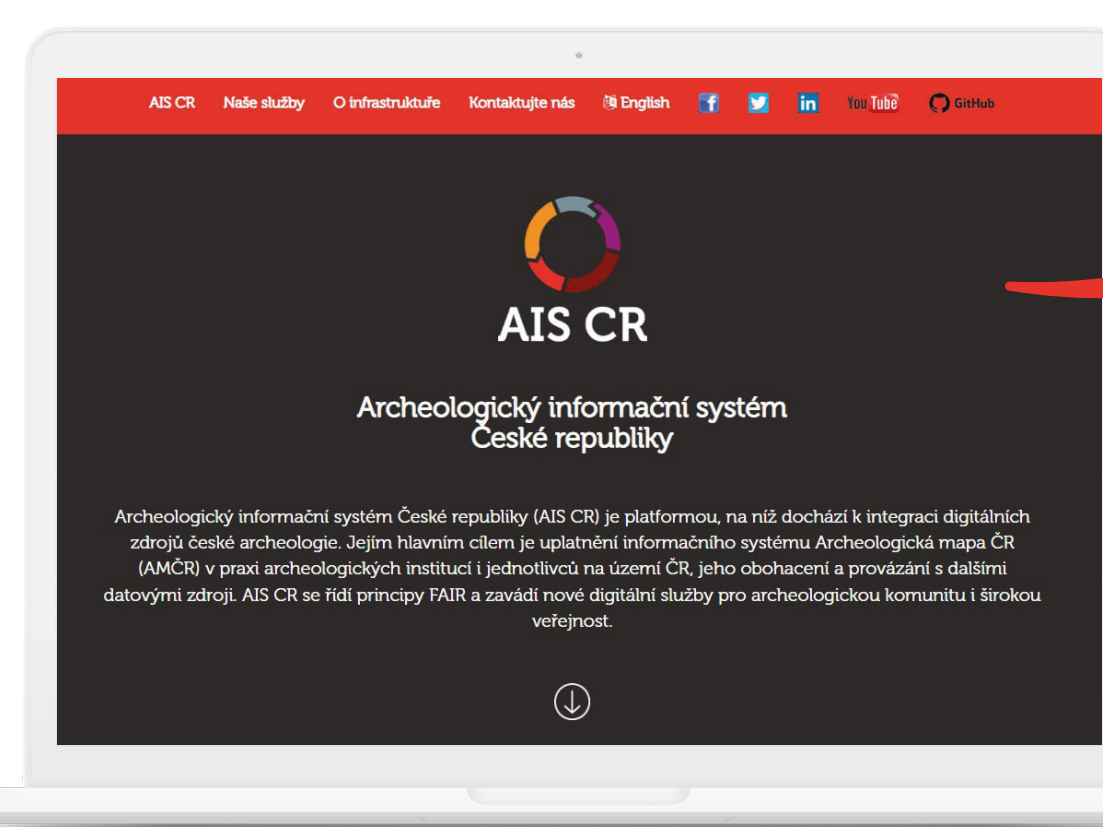 AIS CR Naše služby O infrastruktuře Kontaktujte nás English f in You Tube GitHub
AIS CR
Archeologický informační systém
České republiky
Archeologický informační systém České republiky (AIS CR) je platformou, na níž dochází k integraci digitálních
zdrojů české archeologie. Jejím hlavním cílem je uplatnění informačního systému Archeologická mapa ČR
(AMČR) v praxi archeologických institucí i jednotlivců na území ČR, jeho obohacení a provázání s dalšími
datovými zdroji. AIS CR se řídí principy FAIR a zavádí nové digitální služby pro archeologickou komunitu i širokou
veřejnost.